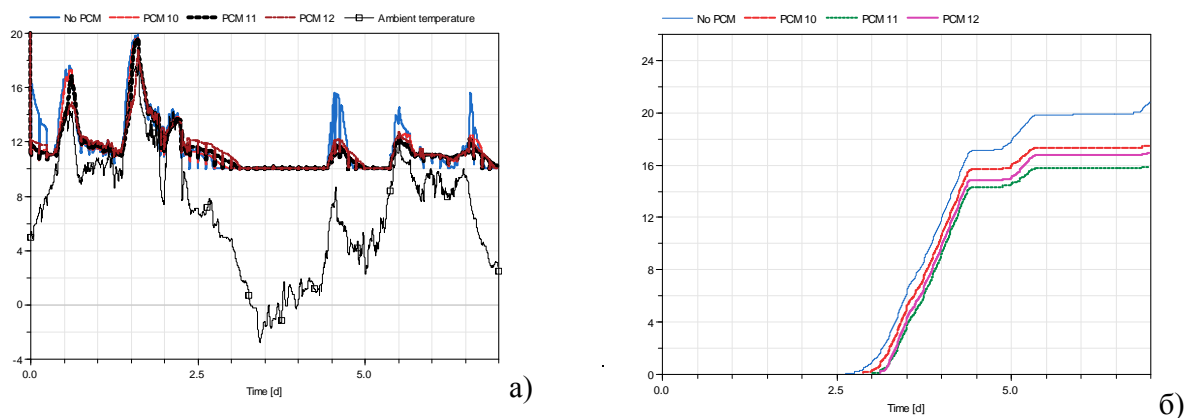 No PCM PCM 10 PCM 11 PCM 12 Ambient temperature
20
16
12
8
4
0
-4
0.0 2.5 5.0
Time [d]
а)
No PCM PCM 10 PCM 11 PCM 12
24
20
16
12
8
4
0
0.0 2.5 5.0
Time [d]
б)